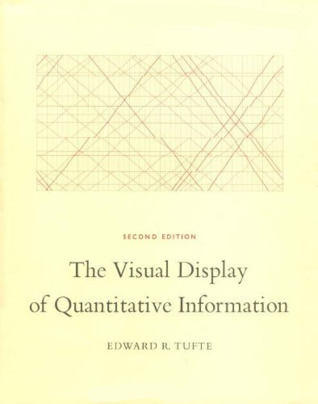 SECOND EDITION
The Visual Display
of Quantitative Information
EDWARD R. TUFTE